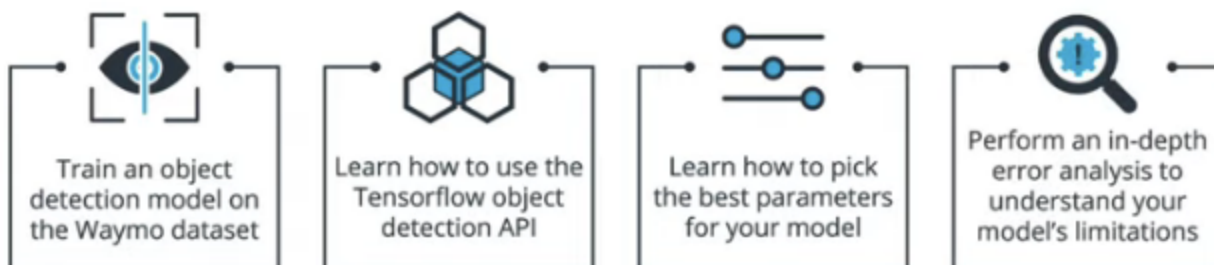 Train an object
detection model on
the Waymo dataset
Learn how to use the
Tensorflow object
detection API
Learn how to pick
the best parameters
for your model
!
Perform an in-depth
error analysis to
understand your
model's limitations